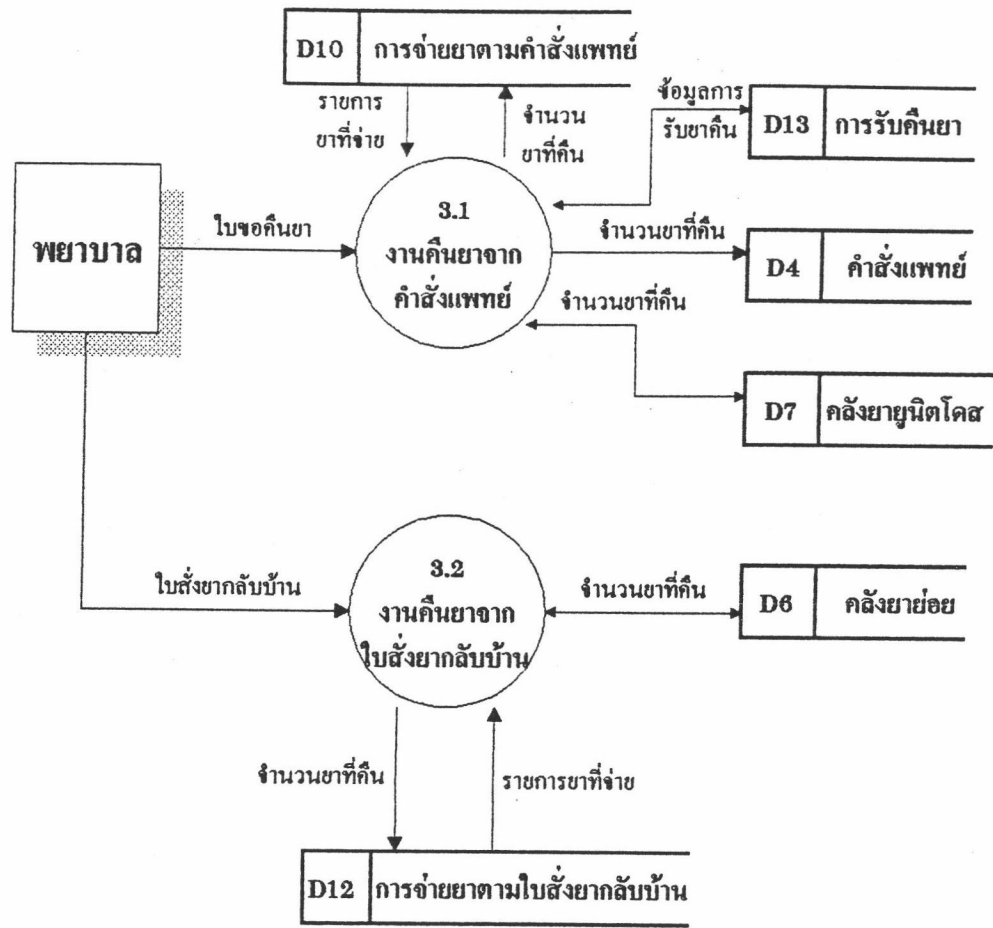 D10 การจ่ายยาตามคำสั่งแพทย์
รายการ
ยาที่จ่าย
จำนวน
ยาที่คืน
ข้อมูลการ
รับยาคืน
D13 การรับคืนยา
พยาบาล
ใบขอคืนยา
3.1
งานคืนยาจาก
คำสั่งแพทย์
จำนวนยาที่คืน
D4 คำสั่งแพทย์
จำนวนยาที่คืน
D7 คลังยายูนิตโดส
ใบสั่งยากลับบ้าน
3.2
งานคืนยาจาก
ใบสั่งยากลับบ้าน
จำนวนยาที่คืน
D6 คลังยาย่อย
จำนวนยาที่คืน
รายการยาที่จ่าย
D12 การจ่ายยาตามใบสั่งยากลับบ้าน